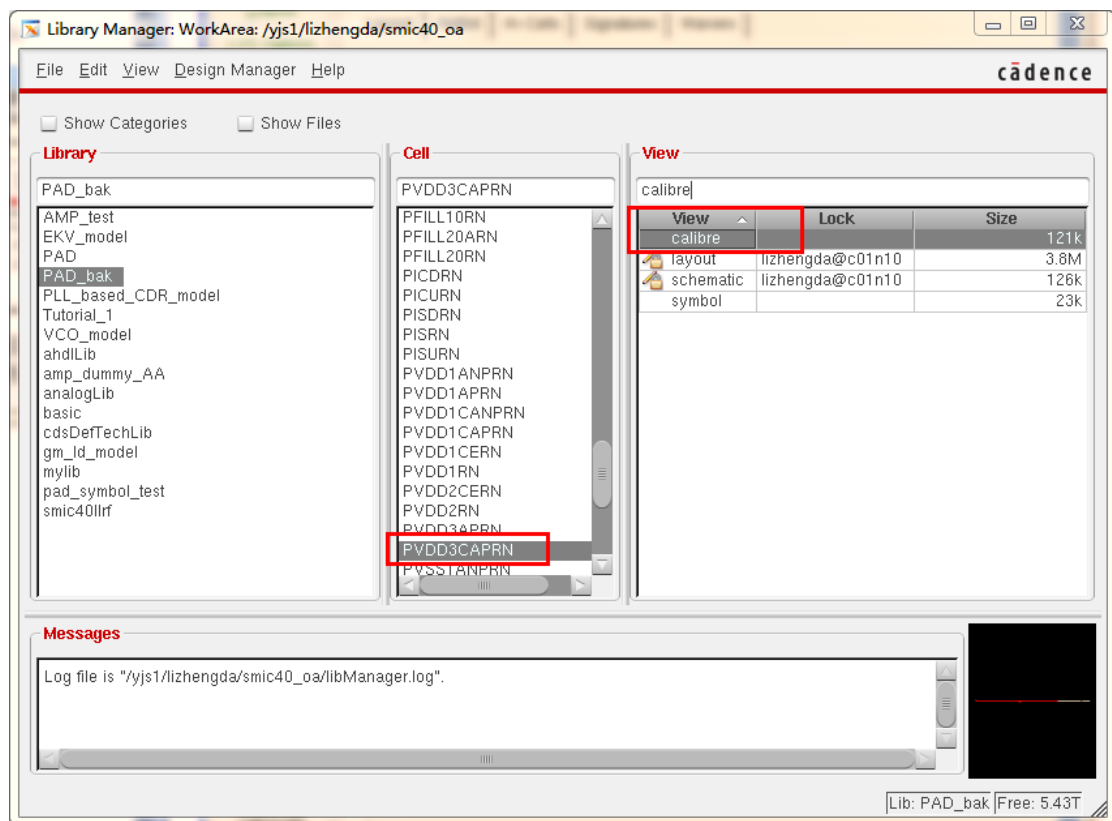 Library Manager: WorkArea: /yjs1/lizhengda/smic40_oa
File Edit View Design Manager Help
cādence
Show Categories
Show Files
Library
PAD_bak
AMP_test
EKV_model
PAD
PAD_bak
PLL_based_CDR_model
Tutorial_1
VCO_model
ahdlLib
amp_dummy_AA
analogLib
basic
cdsDefTechLib
gm_Id_model
mylib
pad_symbol_test
smic40llrf
Cell
PVDD3CAPRN
PFILL10RN
PFILL20ARN
PFILL20RN
PICDRN
PICURN
PISDRN
PISRN
PISURN
PVDD1ANPRN
PVDD1APRN
PVDD1CANPRN
PVDD1CAPRN
PVDD1CERN
PVDD1RN
PVDD2CERN
PVDD2RN
PVDD3APRN
PVDD3CAPRN
PVSS1ANPRN
View
calibre
View Lock Size
calibre 121k
layout lizhengda@c01n10 3.8M
schematic lizhengda@c01n10 126k
symbol 23k
Messages
Log file is "/yjs1/lizhengda/smic40_oa/libManager.log".
Lib: PAD_bak Free: 5.43T